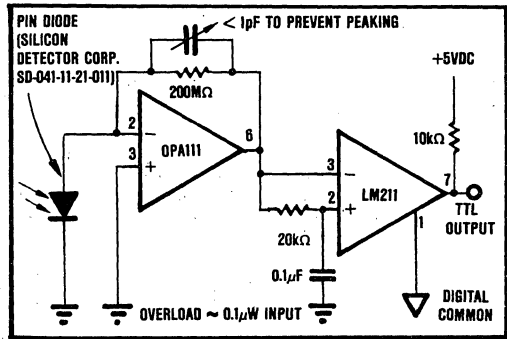 PIN DIODE
(SILICON
DETECTOR CORP.
SD-041-11-21-011)
< 1pF TO PREVENT PEAKING
200MΩ
2
3
−
+
OPA111
6
+5VDC
10kΩ
3
2
−
+
LM211
7
1
TTL
OUTPUT
20kΩ
0.1μF
OVERLOAD ~ 0.1μW INPUT
DIGITAL
COMMON